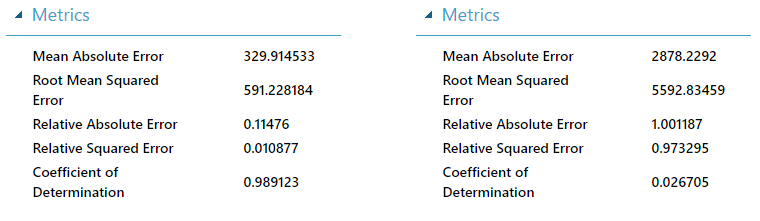 Metrics
Mean Absolute Error 329.914533
Root Mean Squared
Error 591.228184
Relative Absolute Error 0.11476
Relative Squared Error 0.010877
Coefficient of
Determination 0.989123
Metrics
Mean Absolute Error 2878.2292
Root Mean Squared
Error 5592.83459
Relative Absolute Error 1.001187
Relative Squared Error 0.973295
Coefficient of
Determination 0.026705